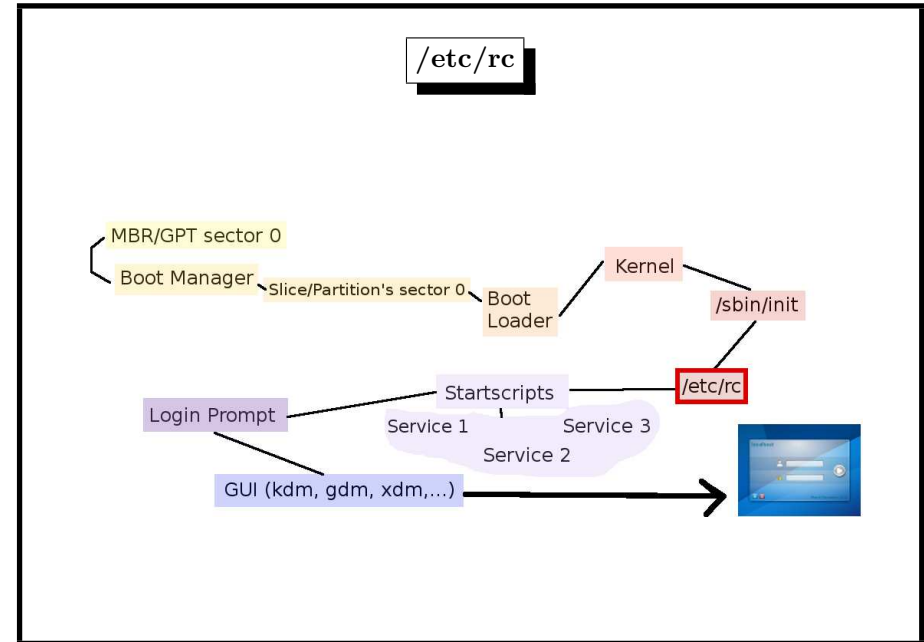 /etc/rc
MBR/GPT sector 0
Boot Manager
Slice/Partition's sector 0
Boot
Loader
Kernel
/sbin/init
/etc/rc
Startscripts
Service 1
Service 2
Service 3
Login Prompt
GUI (kdm, gdm, xdm,...)